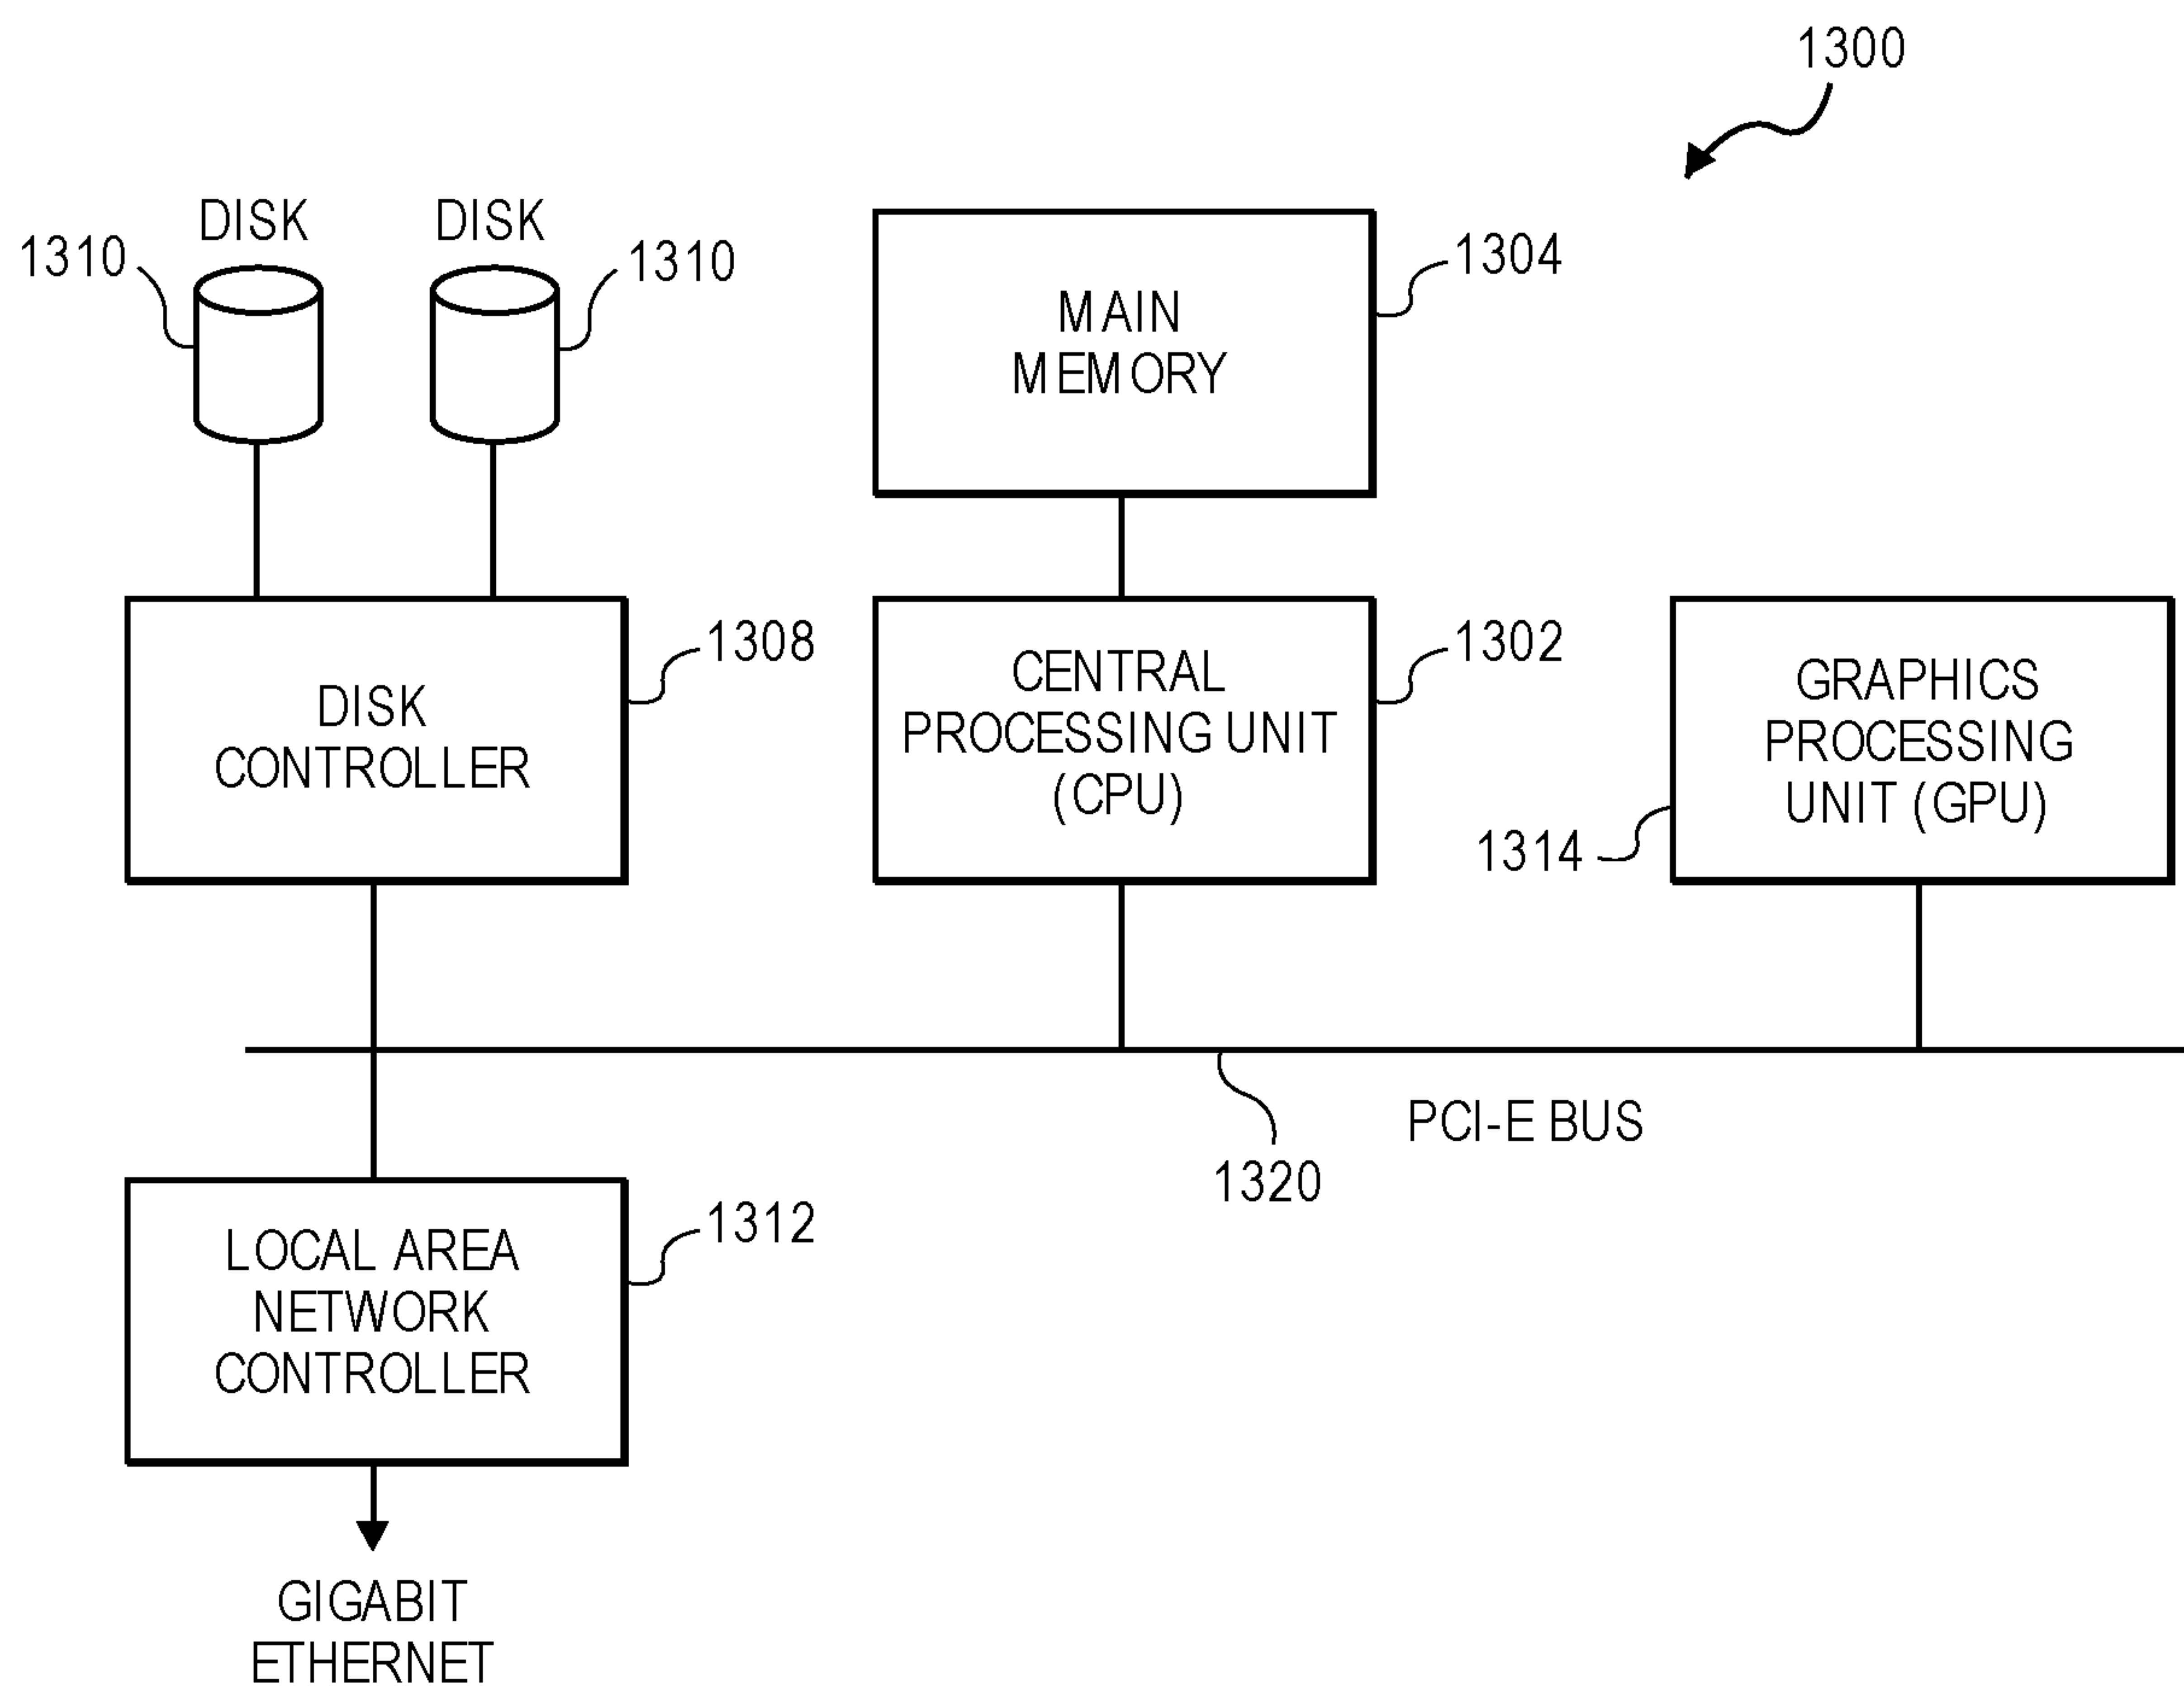 1300
DISK
DISK
1310
1310
1304
MAIN
MEMORY
1308
1302
DISK
CONTROLLER
CENTRAL
PROCESSING UNIT
(CPU)
GRAPHICS
PROCESSING
UNIT (GPU)
1314
PCI-E BUS
1320
1312
LOCAL AREA
NETWORK
CONTROLLER
GIGABIT
ETHERNET